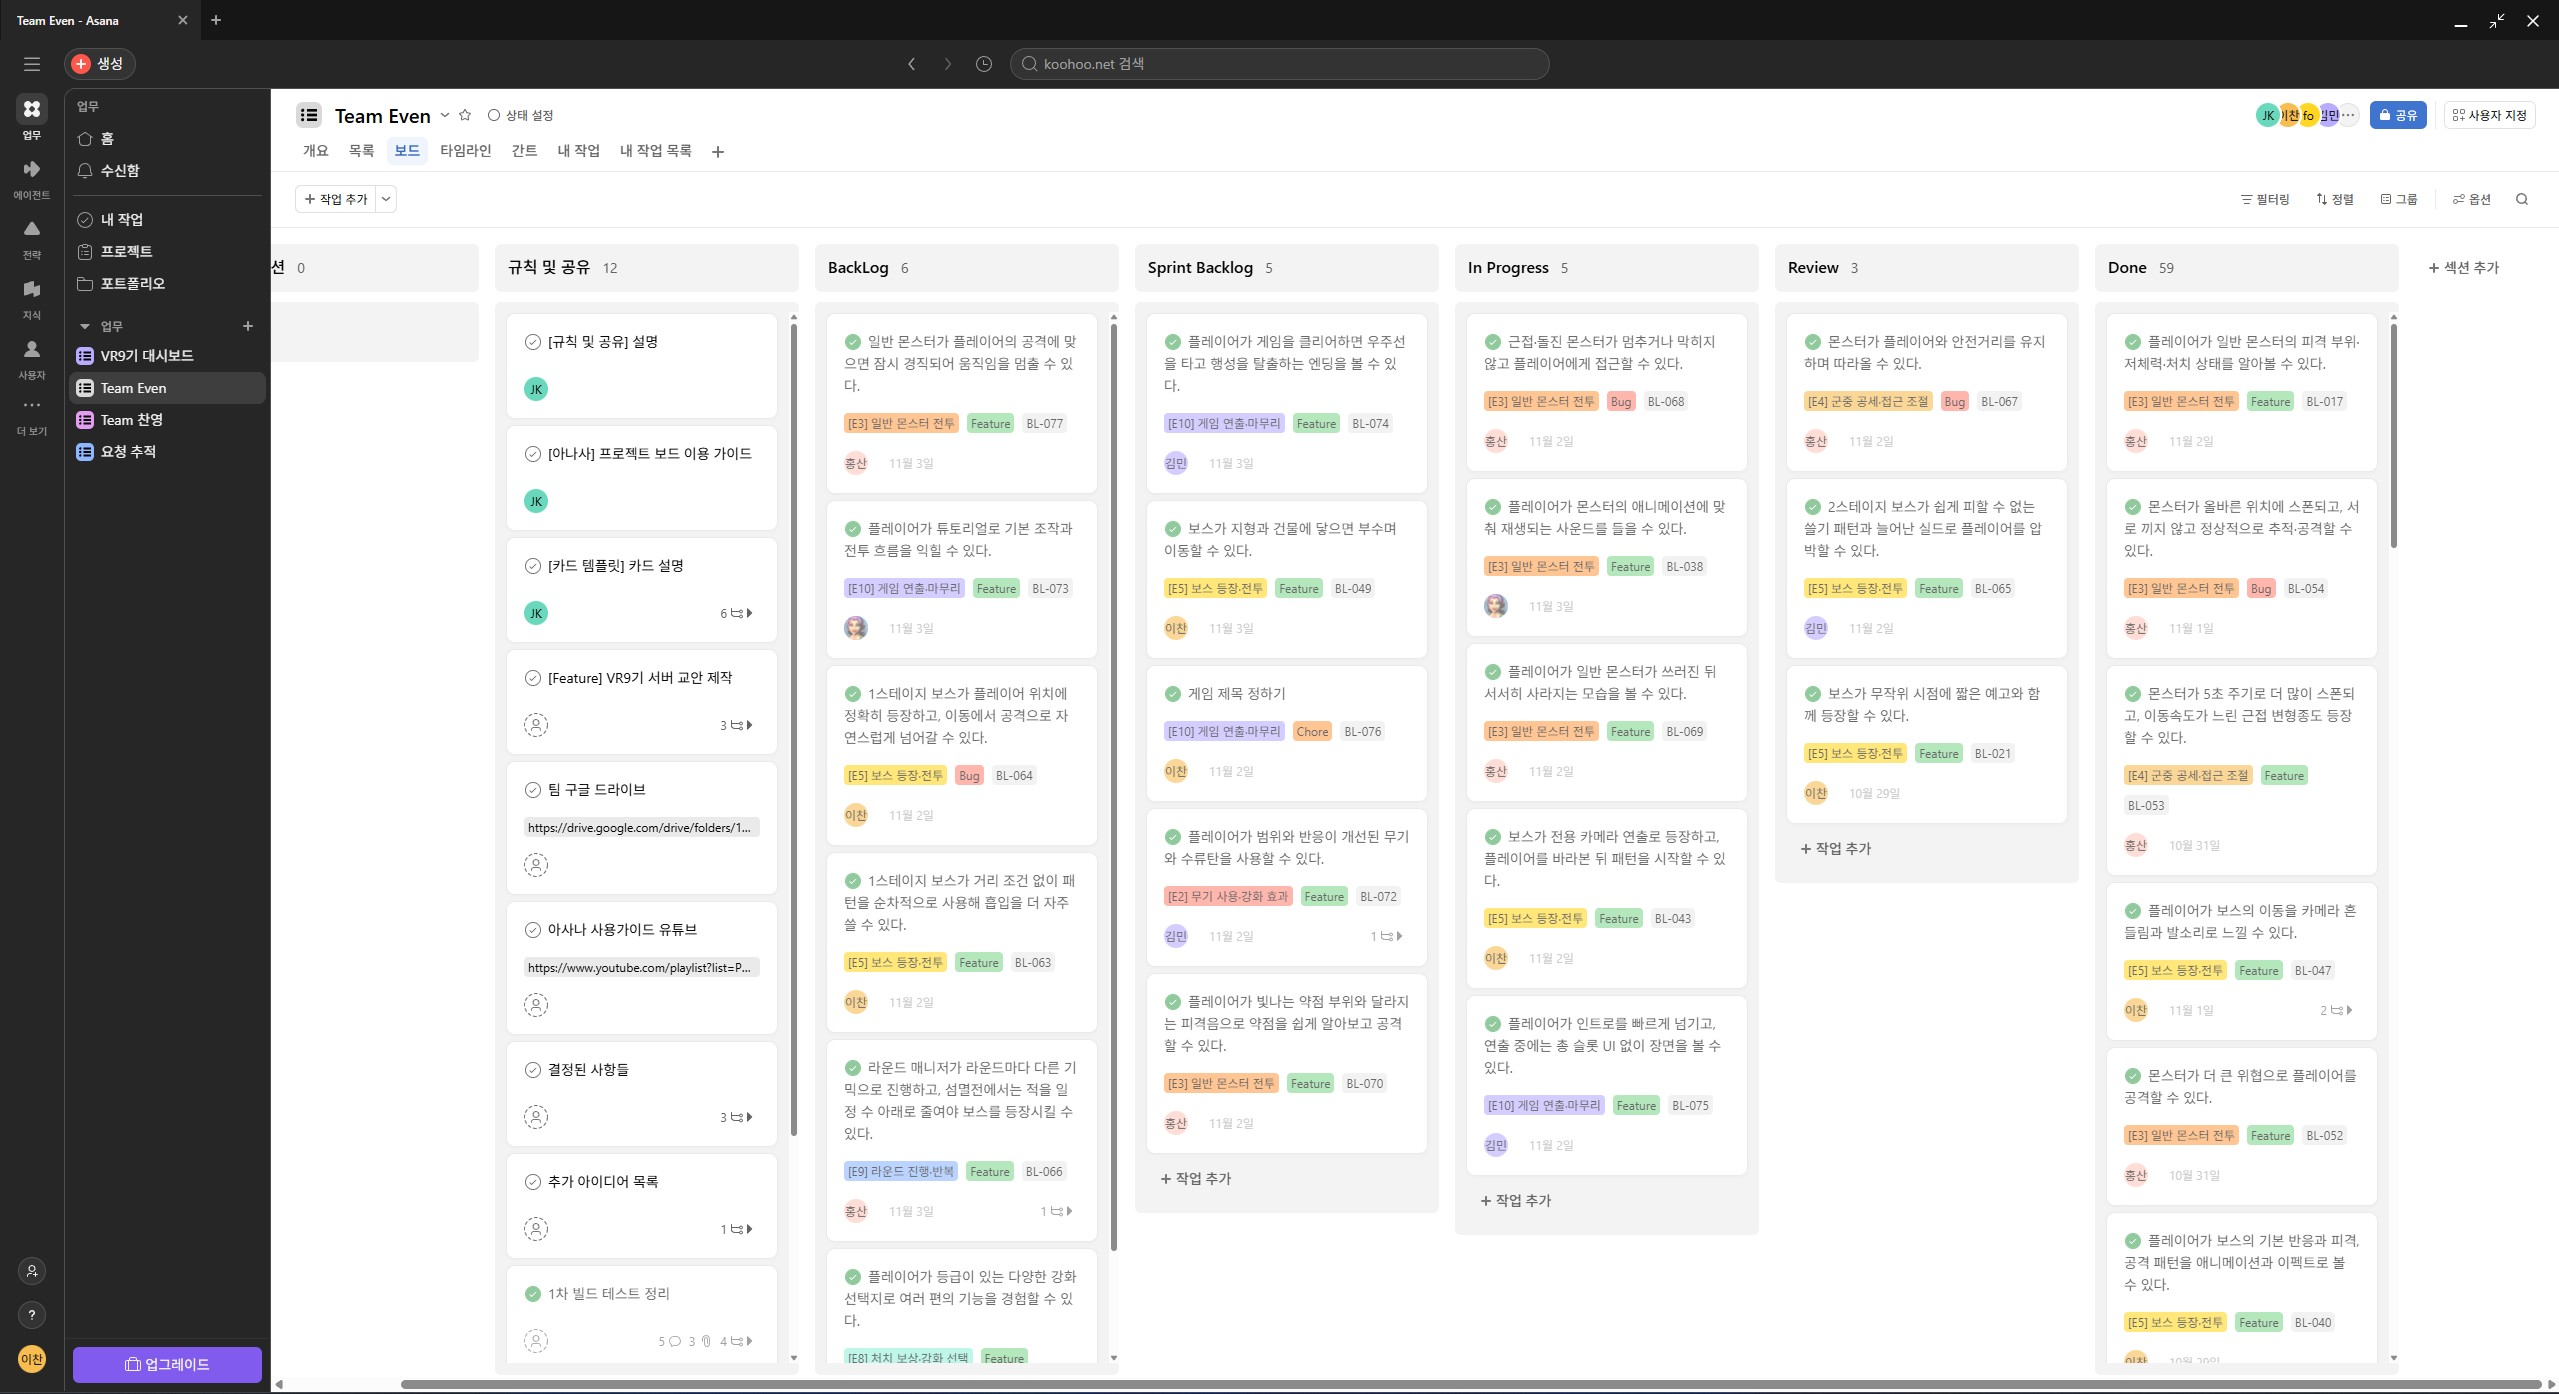 Team Even - Asana
생성
koohoo.net 검색
업무
에이전트
전략
지식
사용자
더 보기
이찬
업무
홈
수신함
내 작업
프로젝트
포트폴리오
업무
VR9기 대시보드
Team Even
Team 찬영
요청 추적
업그레이드
Team Even
상태 설정
JK
이찬
fo
김민
공유
사용자 지정
개요 목록 보드 타임라인 간트 내 작업 내 작업 목록
작업 추가
필터링 정렬 그룹 옵션
션 0
규칙 및 공유 12
[규칙 및 공유] 설명
JK
[아나사] 프로젝트 보드 이용 가이드
JK
[카드 템플릿] 카드 설명
JK 6
[Feature] VR9기 서버 교안 제작
3
팀 구글 드라이브
https://drive.google.com/drive/folders/1...
아사나 사용가이드 유튜브
https://www.youtube.com/playlist?list=P...
결정된 사항들
3
추가 아이디어 목록
1
1차 빌드 테스트 정리
5 3 4
BackLog 6
일반 몬스터가 플레이어의 공격에 맞
으면 잠시 경직되어 움직임을 멈출 수 있
다.
[E3] 일반 몬스터 전투 Feature BL-077
홍산 11월 3일
플레이어가 튜토리얼로 기본 조작과
전투 흐름을 익힐 수 있다.
[E10] 게임 연출·마무리 Feature BL-073
11월 3일
1스테이지 보스가 플레이어 위치에
정확히 등장하고, 이동에서 공격으로 자
연스럽게 넘어갈 수 있다.
[E5] 보스 등장·전투 Bug BL-064
이찬 11월 2일
1스테이지 보스가 거리 조건 없이 패
턴을 순차적으로 사용해 흡입을 더 자주
쓸 수 있다.
[E5] 보스 등장·전투 Feature BL-063
이찬 11월 2일
라운드 매니저가 라운드마다 다른 기
믹으로 진행하고, 섬멸전에서는 적을 일
정 수 아래로 줄여야 보스를 등장시킬 수
있다.
[E9] 라운드 진행·반복 Feature BL-066
홍산 11월 3일 1
플레이어가 등급이 있는 다양한 강화
선택지로 여러 편의 기능을 경험할 수 있
다.
[E8] 처치 보상·강화 선택 Feature
Sprint Backlog 5
플레이어가 게임을 클리어하면 우주선
을 타고 행성을 탈출하는 엔딩을 볼 수 있
다.
[E10] 게임 연출·마무리 Feature BL-074
김민 11월 3일
보스가 지형과 건물에 닿으면 부수며
이동할 수 있다.
[E5] 보스 등장·전투 Feature BL-049
이찬 11월 3일
게임 제목 정하기
[E10] 게임 연출·마무리 Chore BL-076
이찬 11월 2일
플레이어가 범위와 반응이 개선된 무기
와 수류탄을 사용할 수 있다.
[E2] 무기 사용·강화 효과 Feature BL-072
김민 11월 2일 1
플레이어가 빛나는 약점 부위와 달라지
는 피격음으로 약점을 쉽게 알아보고 공격
할 수 있다.
[E3] 일반 몬스터 전투 Feature BL-070
홍산 11월 2일
작업 추가
In Progress 5
근접·돌진 몬스터가 멈추거나 막히지
않고 플레이어에게 접근할 수 있다.
[E3] 일반 몬스터 전투 Bug BL-068
홍산 11월 2일
플레이어가 몬스터의 애니메이션에 맞
춰 재생되는 사운드를 들을 수 있다.
[E3] 일반 몬스터 전투 Feature BL-038
11월 3일
플레이어가 일반 몬스터가 쓰러진 뒤
서서히 사라지는 모습을 볼 수 있다.
[E3] 일반 몬스터 전투 Feature BL-069
홍산 11월 2일
보스가 전용 카메라 연출로 등장하고,
플레이어를 바라본 뒤 패턴을 시작할 수 있
다.
[E5] 보스 등장·전투 Feature BL-043
이찬 11월 2일
플레이어가 인트로를 빠르게 넘기고,
연출 중에는 총 슬롯 UI 없이 장면을 볼 수
있다.
[E10] 게임 연출·마무리 Feature BL-075
김민 11월 2일
작업 추가
Review 3
몬스터가 플레이어와 안전거리를 유지
하며 따라올 수 있다.
[E4] 군중 공세·접근 조절 Bug BL-067
홍산 11월 2일
2스테이지 보스가 쉽게 피할 수 없는
쓸기 패턴과 늘어난 실드로 플레이어를 압
박할 수 있다.
[E5] 보스 등장·전투 Feature BL-065
김민 11월 2일
보스가 무작위 시점에 짧은 예고와 함
께 등장할 수 있다.
[E5] 보스 등장·전투 Feature BL-021
이찬 10월 29일
작업 추가
Done 59
플레이어가 일반 몬스터의 피격 부위·
저체력·처치 상태를 알아볼 수 있다.
[E3] 일반 몬스터 전투 Feature BL-017
홍산 11월 2일
몬스터가 올바른 위치에 스폰되고, 서
로 끼지 않고 정상적으로 추적·공격할 수
있다.
[E3] 일반 몬스터 전투 Bug BL-054
홍산 11월 1일
몬스터가 5초 주기로 더 많이 스폰되
고, 이동속도가 느린 근접 변형종도 등장
할 수 있다.
[E4] 군중 공세·접근 조절 Feature
BL-053
홍산 10월 31일
플레이어가 보스의 이동을 카메라 흔
들림과 발소리로 느낄 수 있다.
[E5] 보스 등장·전투 Feature BL-047
이찬 11월 1일 2
몬스터가 더 큰 위협으로 플레이어를
공격할 수 있다.
[E3] 일반 몬스터 전투 Feature BL-052
홍산 10월 31일
플레이어가 보스의 기본 반응과 피격,
공격 패턴을 애니메이션과 이펙트로 볼
수 있다.
[E5] 보스 등장·전투 Feature BL-040
이찬 10월 29일
섹션 추가